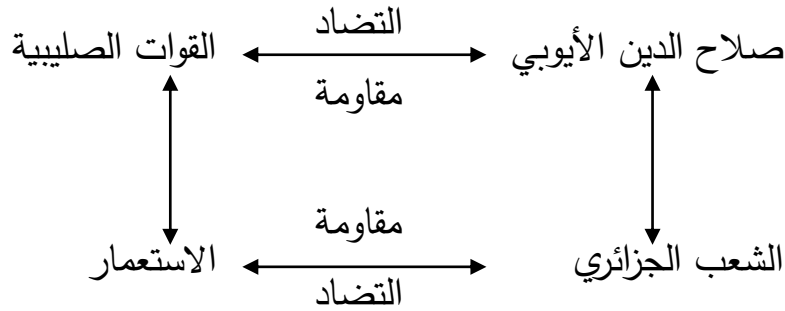 صلاح الدين الأيوبي التضاد القوات الصليبية
مقاومة
مقاومة
الشعب الجزائري الاستعمار
التضاد